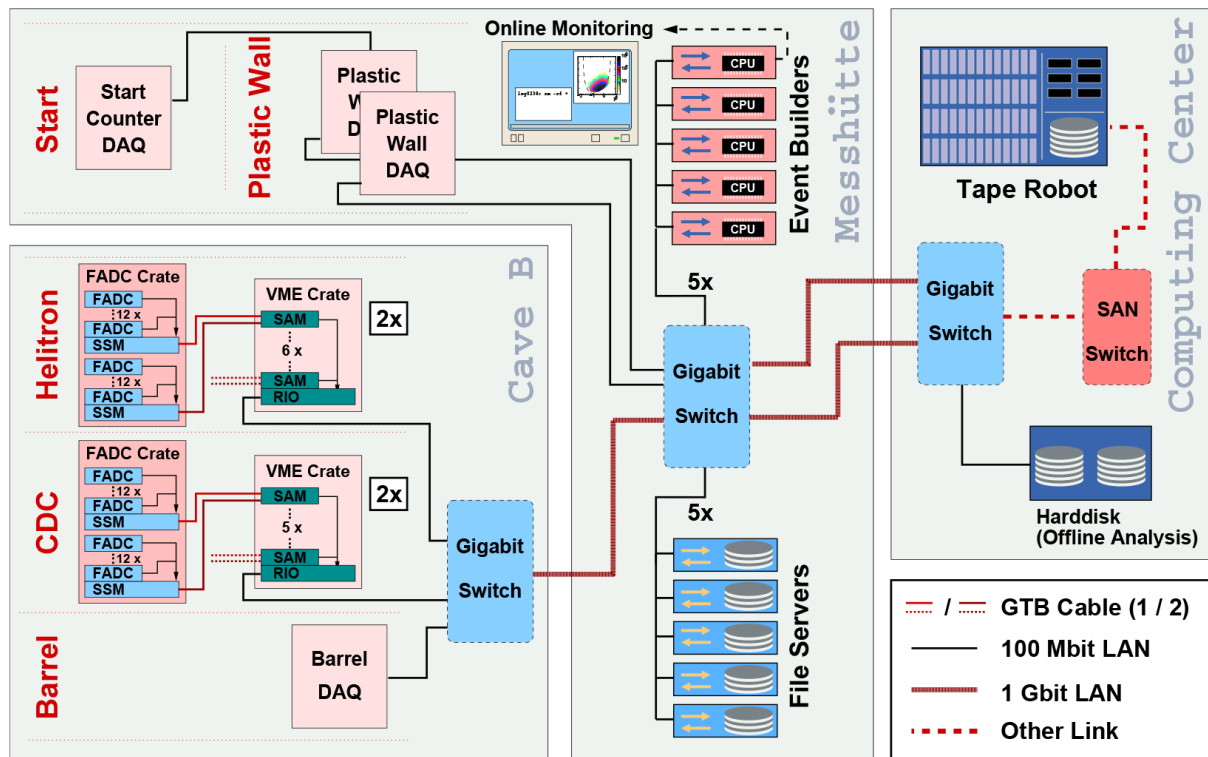 Online Monitoring
Messhütte
Computing Center
Start
Start
Counter
DAQ
Plastic Wall
Plastic
DAQ
Plastic
Wall
DAQ
CPU
CPU
CPU
CPU
CPU
Event Builders
Tape Robot
Cave B
Helitron
FADC Crate
FADC
12 x
FADC
SSM
FADC
12 x
FADC
SSM
VME Crate
SAM
6 x
SAM
RIO
2x
CDC
FADC Crate
FADC
12 x
FADC
SSM
FADC
12 x
FADC
SSM
VME Crate
SAM
5 x
SAM
RIO
2x
Barrel
Barrel
DAQ
Gigabit
Switch
5x
Gigabit
Switch
5x
File Servers
Gigabit
Switch
SAN
Switch
Harddisk
(Offline Analysis)
/ GTB Cable (1 / 2)
100 Mbit LAN
1 Gbit LAN
Other Link